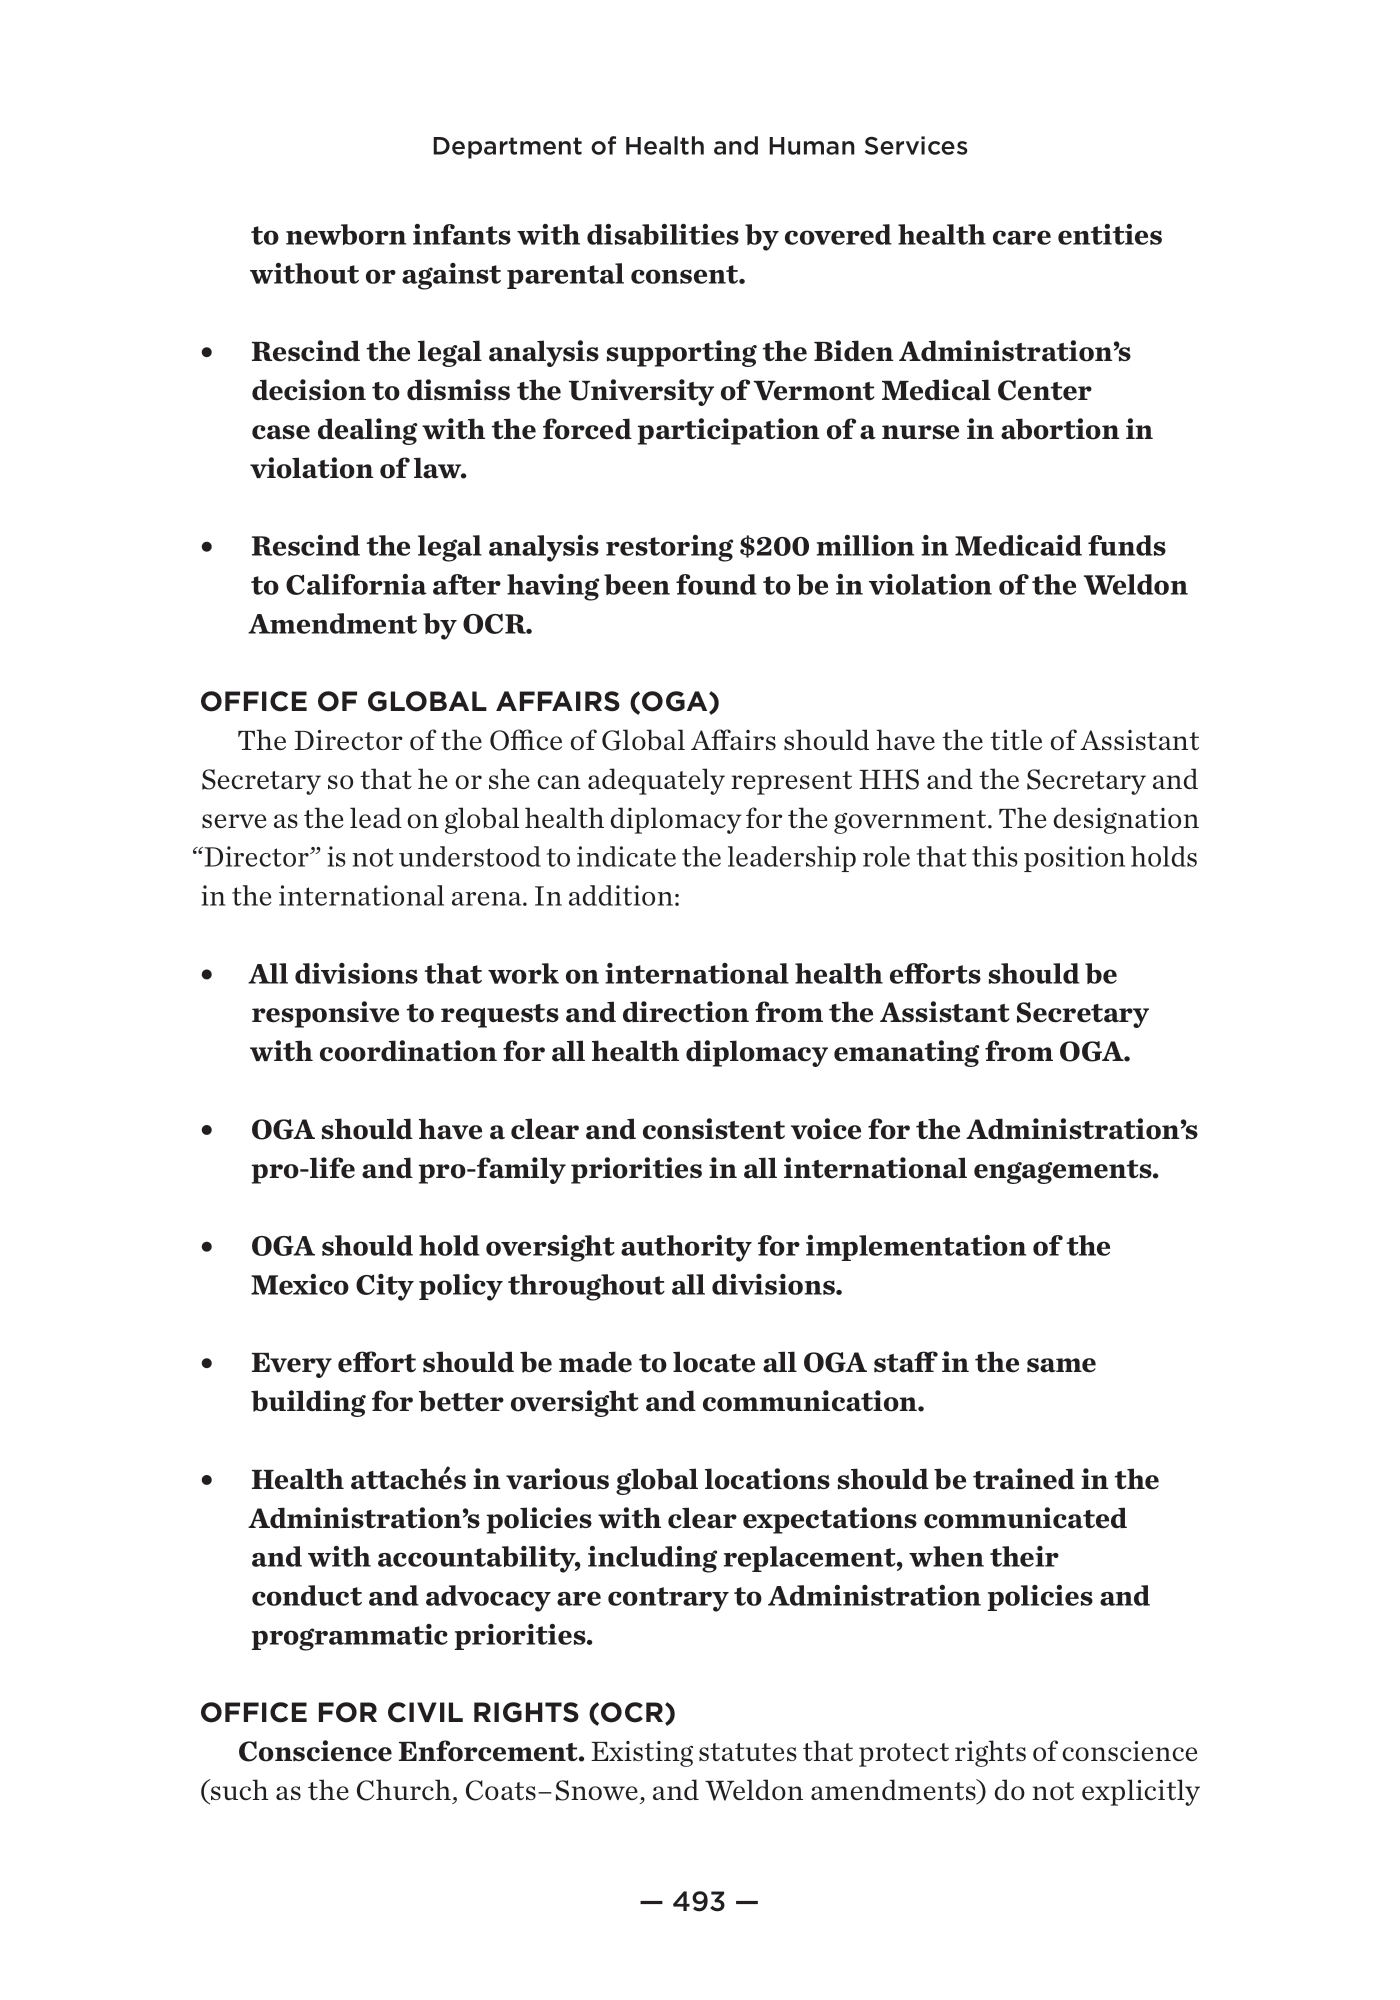 Department of Health and Human Services
to newborn infants with disabilities by covered health care entities
without or against parental consent.
• Rescind the legal analysis supporting the Biden Administration’s
decision to dismiss the University of Vermont Medical Center
case dealing with the forced participation of a nurse in abortion in
violation of law.
• Rescind the legal analysis restoring $200 million in Medicaid funds
to California after having been found to be in violation of the Weldon
Amendment by OCR.
OFFICE OF GLOBAL AFFAIRS (OGA)
The Director of the Office of Global Affairs should have the title of Assistant
Secretary so that he or she can adequately represent HHS and the Secretary and
serve as the lead on global health diplomacy for the government. The designation
“Director” is not understood to indicate the leadership role that this position holds
in the international arena. In addition:
• All divisions that work on international health efforts should be
responsive to requests and direction from the Assistant Secretary
with coordination for all health diplomacy emanating from OGA.
• OGA should have a clear and consistent voice for the Administration’s
pro-life and pro-family priorities in all international engagements.
• OGA should hold oversight authority for implementation of the
Mexico City policy throughout all divisions.
• Every effort should be made to locate all OGA staff in the same
building for better oversight and communication.
• Health attachés in various global locations should be trained in the
Administration’s policies with clear expectations communicated
and with accountability, including replacement, when their
conduct and advocacy are contrary to Administration policies and
programmatic priorities.
OFFICE FOR CIVIL RIGHTS (OCR)
Conscience Enforcement. Existing statutes that protect rights of conscience
(such as the Church, Coats–Snowe, and Weldon amendments) do not explicitly
— 493 —